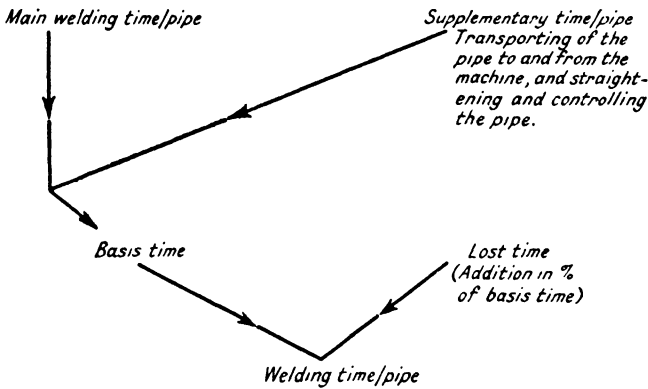 Main welding time/pipe
Supplementary time/pipe
Transporting of the
pipe to and from the
machine, and straight-
ening and controlling
the pipe.
Basis time
Lost time
(Addition in %
of basis time)
Welding time/pipe